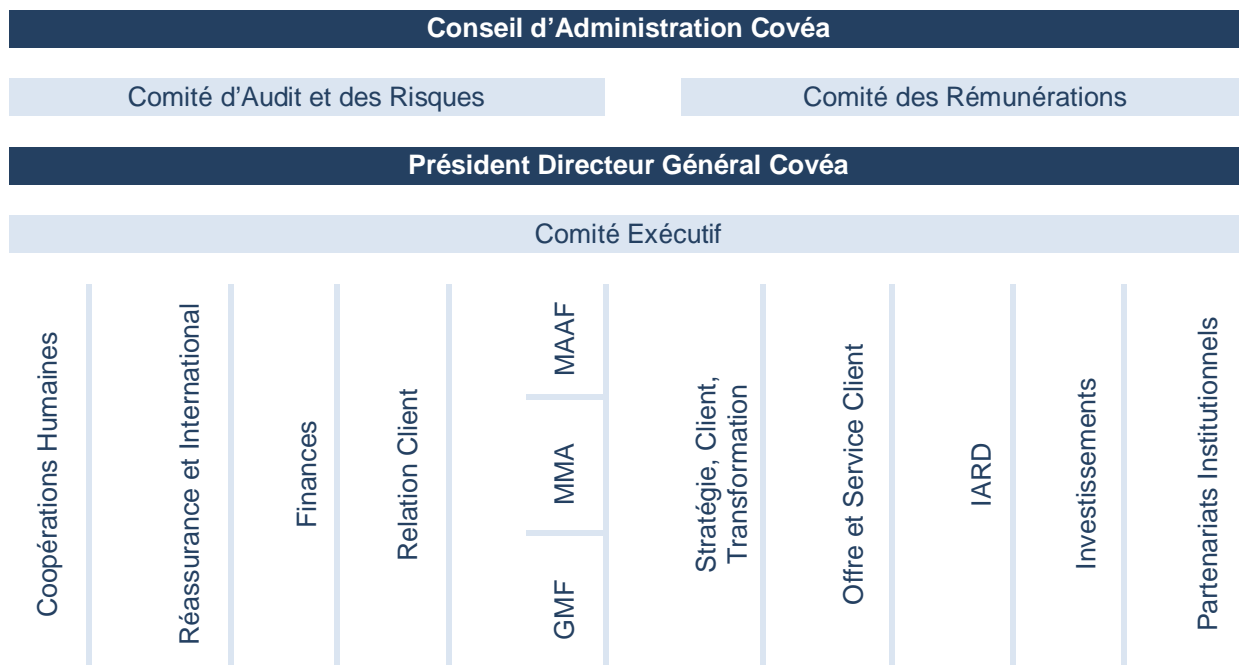 Conseil d’Administration Covéa
Comité d’Audit et des Risques
Comité des Rémunérations
Président Directeur Général Covéa
Comité Exécutif
Coopérations Humaines
Réassurance et International
Finances
Relation Client
MAAF
MMA
GMF
Stratégie, Client,
Transformation
Offre et Service Client
IARD
Investissements
Partenariats Institutionnels